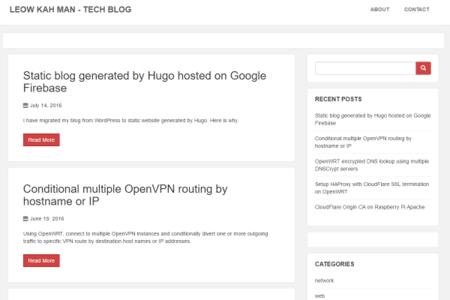 LEOW KAH MAN - TECH BLOG
ABOUT
CONTACT
Static blog generated by Hugo hosted on Google
Firebase
July 14, 2016
I have migrated my blog from WordPress to static website generated by Hugo. Here is why.
Read More
Conditional multiple OpenVPN routing by
hostname or IP
June 19, 2016
Using OpenWRT, connect to multiple OpenVPN instances and conditionally divert one or more outgoing
traffic to specific VPN route by destination host names or IP addresses.
Read More
RECENT POSTS
Static blog generated by Hugo hosted on Google
Firebase
Conditional multiple OpenVPN routing by
hostname or IP
OpenWRT encrypted DNS lookup using multiple
DNSCrypt servers
Setup HAProxy with CloudFlare SSL termination
on OpenWRT
CloudFlare Origin CA on Raspberry Pi Apache
CATEGORIES
network
web